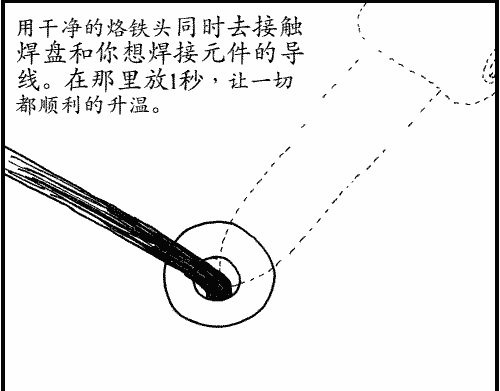 用干净的烙铁头同时去接触
焊盘和你想焊接元件的导
线。在那里放1秒，让一切
都顺利的升温。